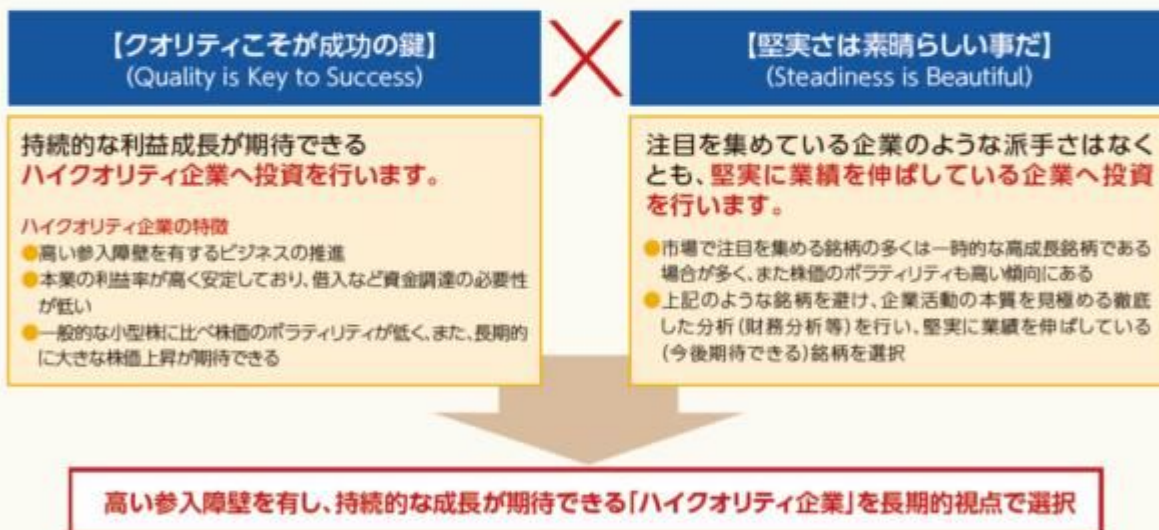 【クオリティこそが成功の鍵】
(Quality is Key to Success)
持続的な利益成長が期待できる
ハイクオリティ企業へ投資を行います。
ハイクオリティ企業の特徴
●高い参入障壁を有するビジネスの推進
●本業の利益率が高く安定しており、借入など資金調達の必要性
が低い
●一般的な小型株に比べ株価のボラティリティが低く、また、長期的
に大きな株価上昇が期待できる
【堅実さは素晴らしい事だ】
(Steadiness is Beautiful)
注目を集めている企業のような派手さはなく
とも、堅実に業績を伸ばしている企業へ投資
を行います。
●市場で注目を集める銘柄の多くは一時的な高成長銘柄である
場合が多く、また株価のボラティリティも高い傾向にある
●上記のような銘柄を避け、企業活動の本質を見極める徹底
した分析(財務分析等)を行い、堅実に業績を伸ばしている
(今後期待できる)銘柄を選択
高い参入障壁を有し、持続的な成長が期待できる「ハイクオリティ企業」を長期的視点で選択